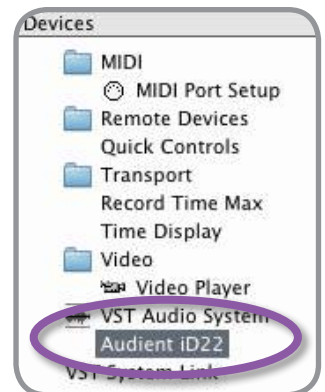 Devices
MIDI
MIDI Port Setup
Remote Devices
Quick Controls
Transport
Record Time Max
Time Display
Video
Video Player
VST Audio System
Audient iD22
VST System Link